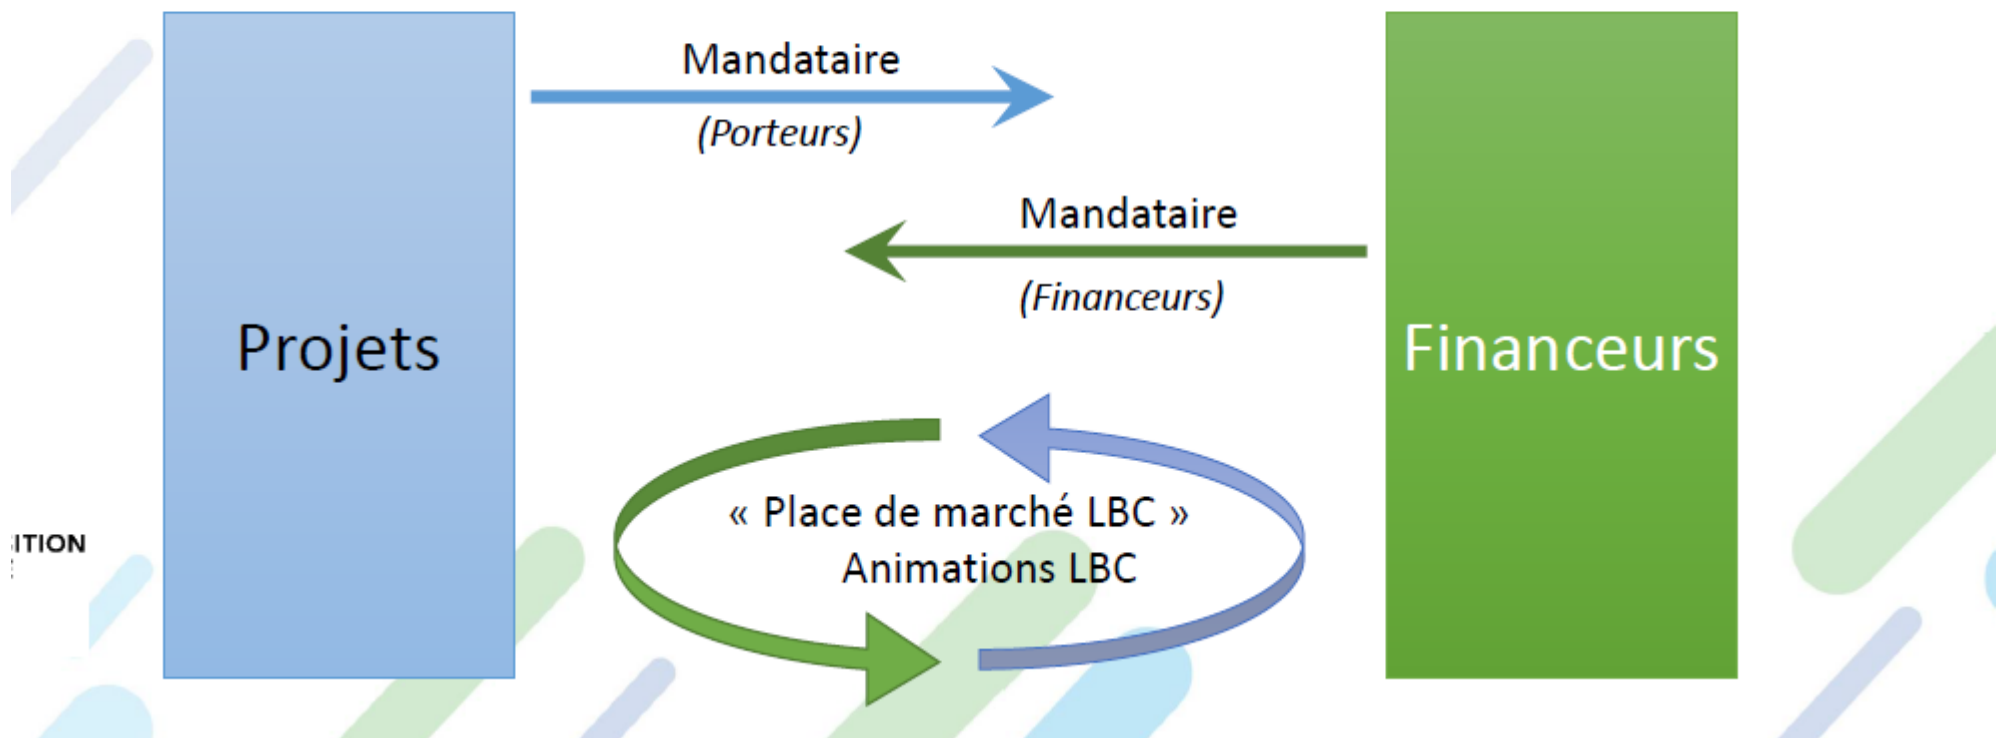 Mandataire
(Porteurs)
Mandataire
(Financeurs)
Projets
Financeurs
« Place de marché LBC »
Animations LBC
ITION